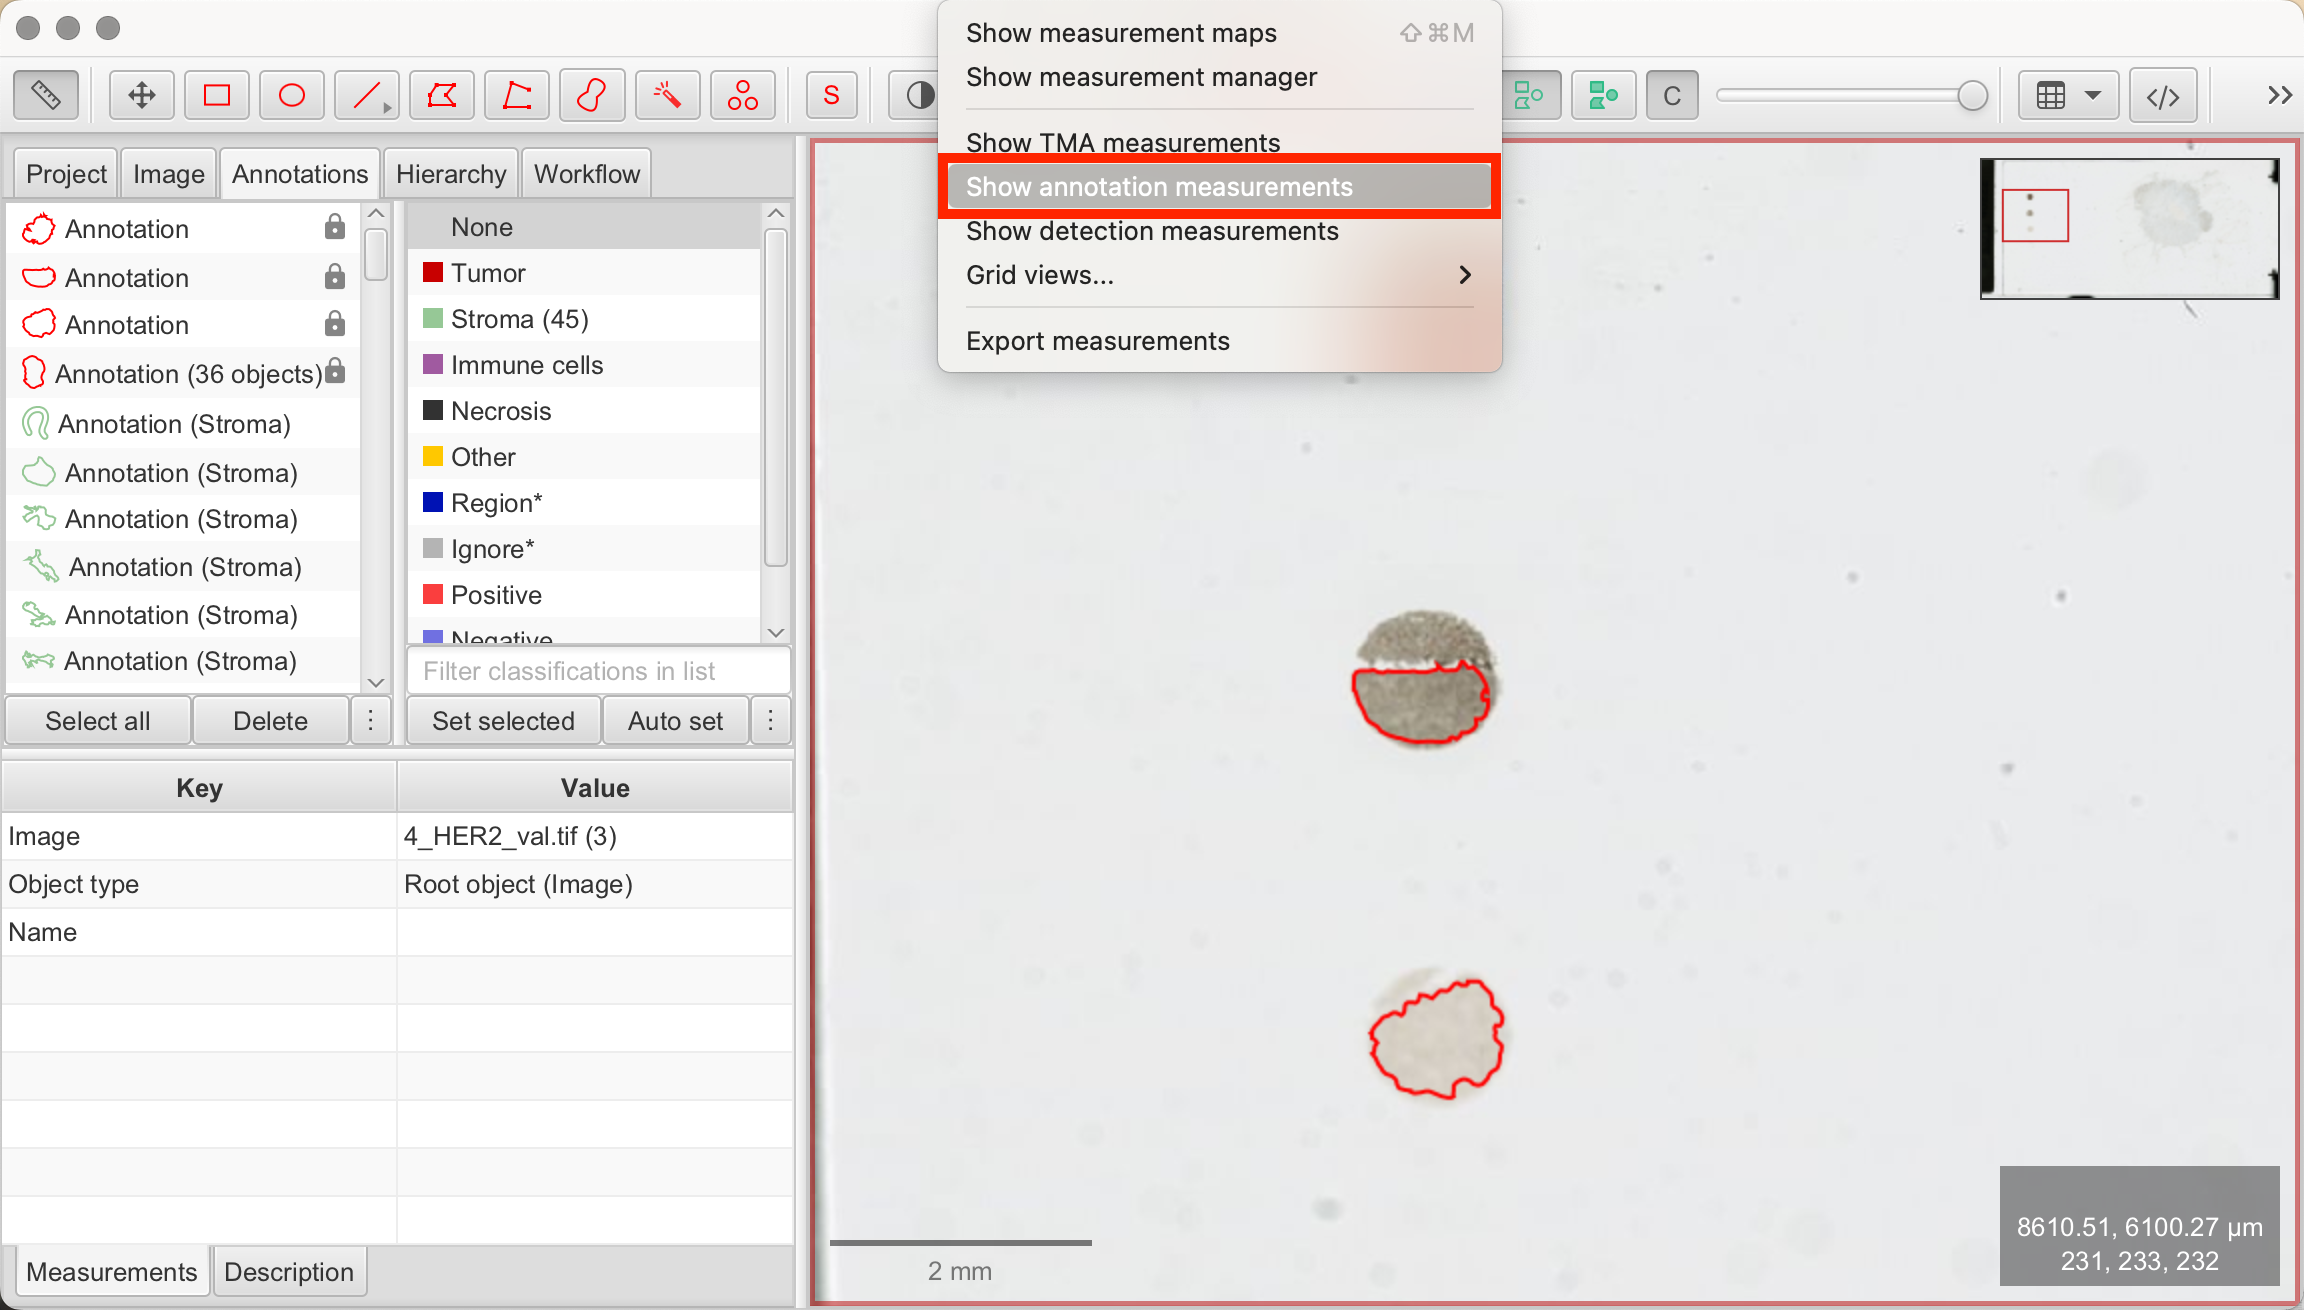 Show measurement maps ⇧⌘M
Show measurement manager
Show TMA measurements
Show annotation measurements
Show detection measurements
Grid views...
Export measurements
S
C
</>
Project Image Annotations Hierarchy Workflow
Annotation
Annotation
Annotation
Annotation (36 objects)
Annotation (Stroma)
Annotation (Stroma)
Annotation (Stroma)
Annotation (Stroma)
Annotation (Stroma)
Annotation (Stroma)
None
Tumor
Stroma (45)
Immune cells
Necrosis
Other
Region*
Ignore*
Positive
Negative
Filter classifications in list
Select all Delete Set selected Auto set
Key Value
Image 4_HER2_val.tif (3)
Object type Root object (Image)
Name
Measurements Description
2 mm
8610.51, 6100.27 µm
231, 233, 232